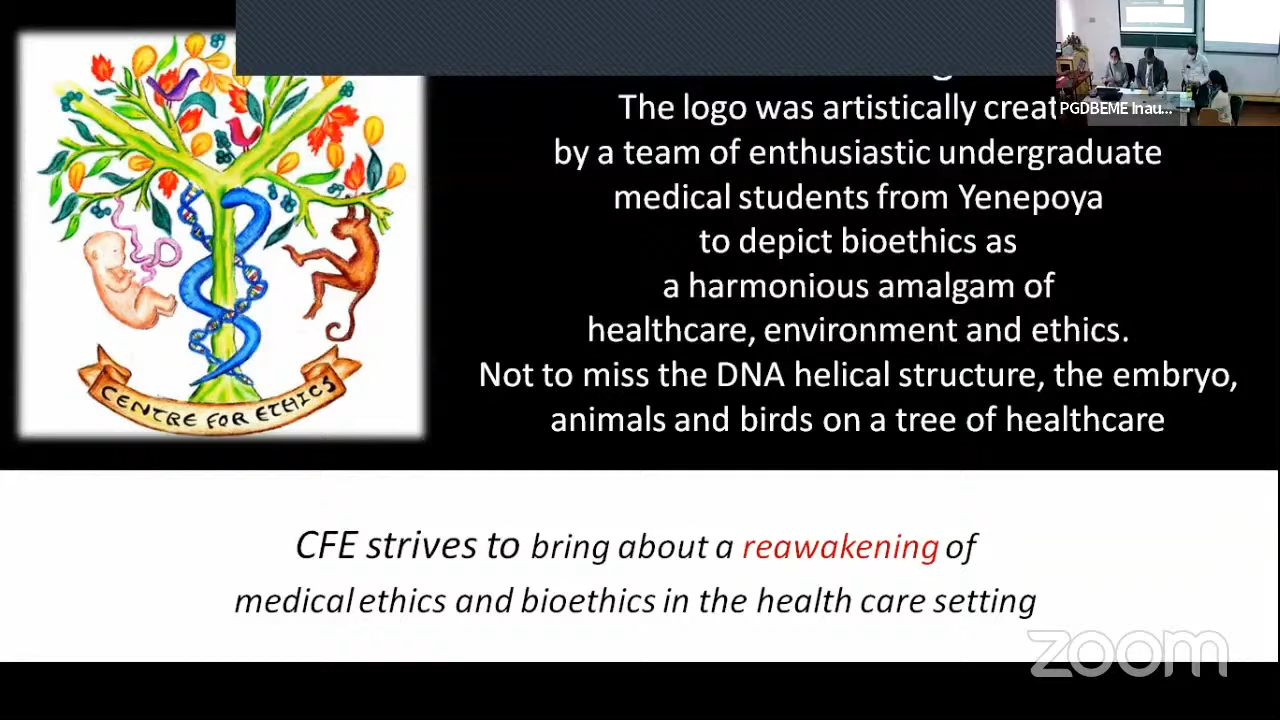 The logo was artistically creat
PGDBEME Inau...
by a team of enthusiastic undergraduate
medical students from Yenepoya
to depict bioethics as
a harmonious amalgam of
healthcare, environment and ethics.
Not to miss the DNA helical structure, the embryo,
animals and birds on a tree of healthcare
CENTRE FOR ETHICS
CFE strives to bring about a reawakening of
medical ethics and bioethics in the health care setting
zoom